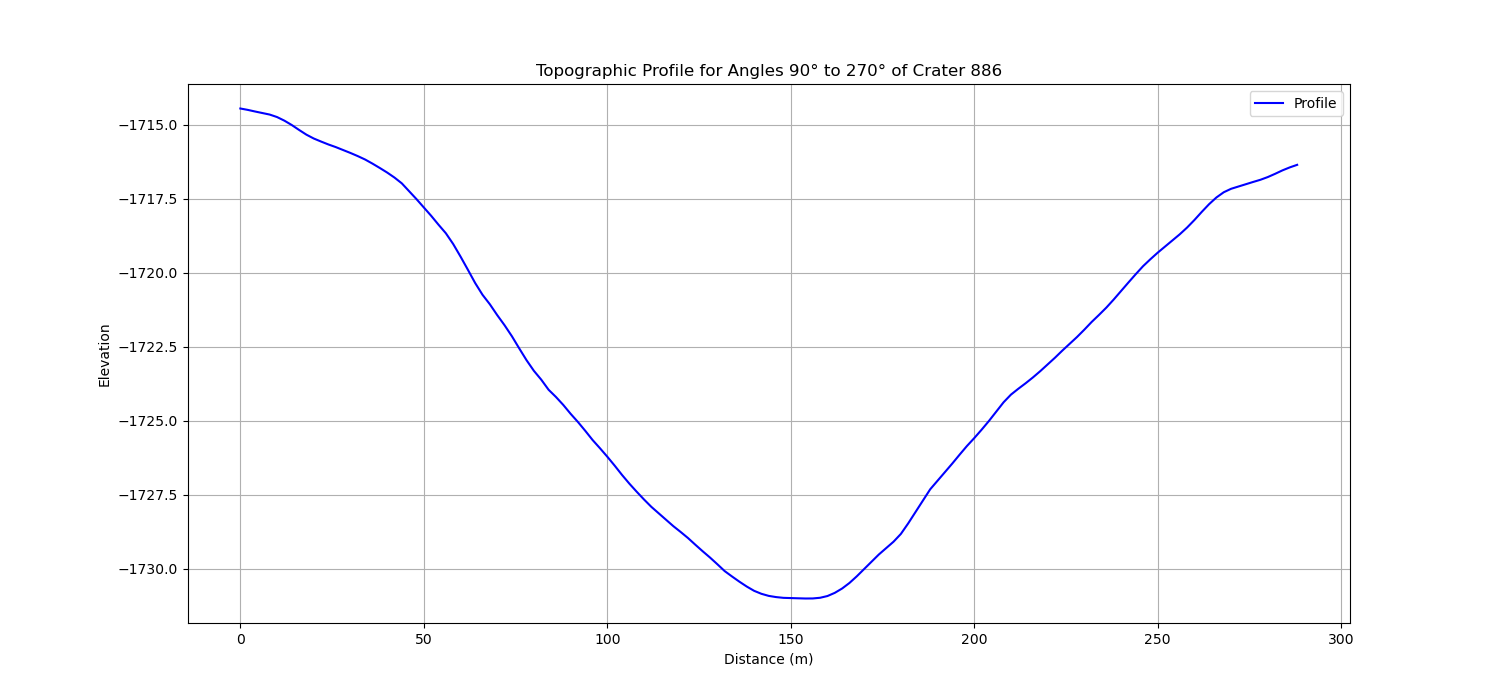 Topographic Profile for Angles 90° to 270° of Crater 886
Profile
−1715.0
−1717.5
−1720.0
−1722.5
−1725.0
−1727.5
−1730.0
Elevation
0 50 100 150 200 250 300
Distance (m)